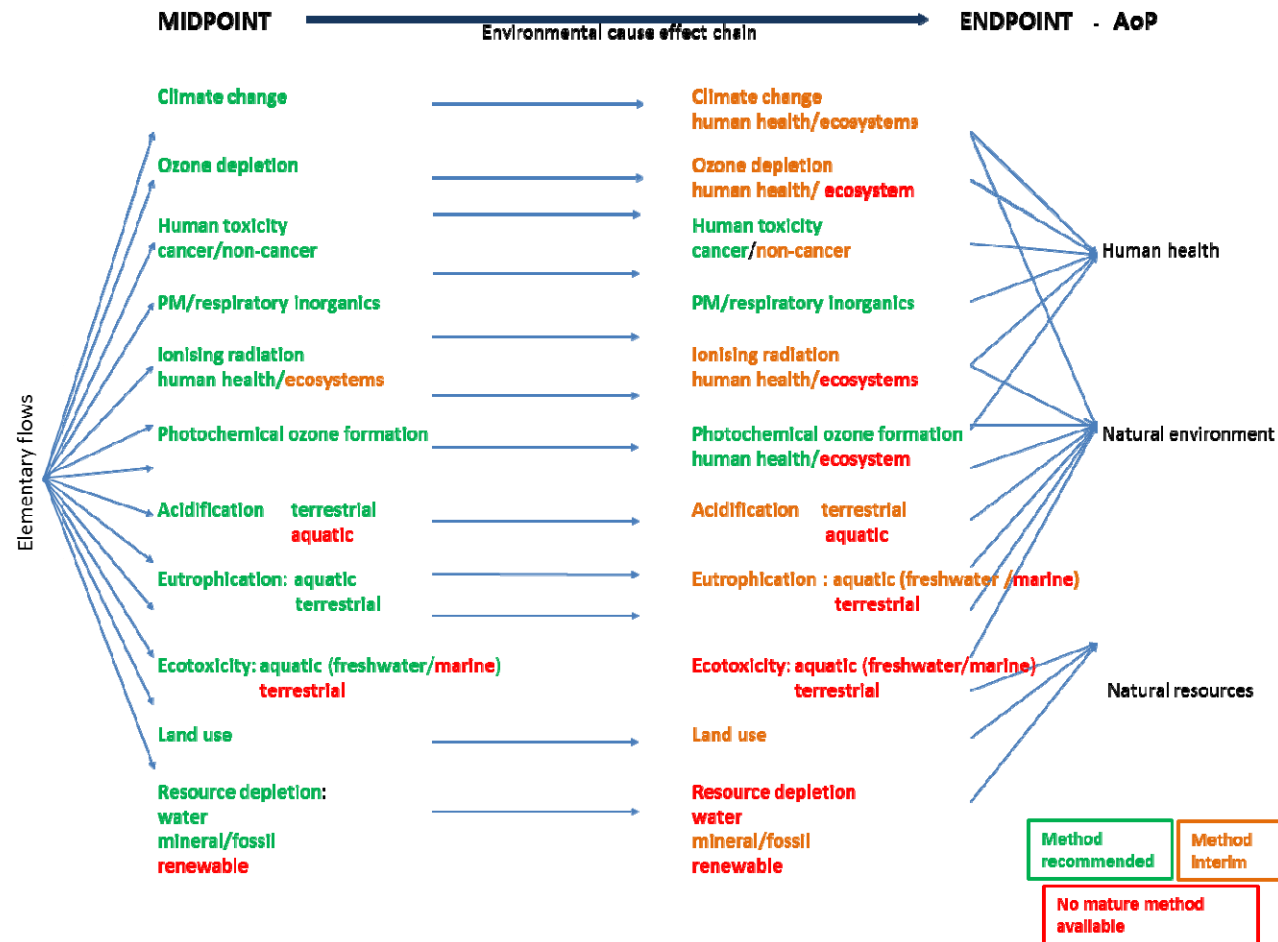 MIDPOINT
Environmental cause effect chain
ENDPOINT - AoP
Elementary flows
Climate change
Ozone depletion
Human toxicity
cancer/non-cancer
PM/respiratory inorganics
Ionising radiation
human health/ecosystems
Photochemical ozone formation
Acidification terrestrial
aquatic
Eutrophication: aquatic
terrestrial
Ecotoxicity: aquatic (freshwater/marine)
terrestrial
Land use
Resource depletion:
water
mineral/fossil
renewable
Climate change
human health/ecosystems
Ozone depletion
human health/ ecosystem
Human toxicity
cancer/non-cancer
PM/respiratory inorganics
Ionising radiation
human health/ecosystems
Photochemical ozone formation
human health/ecosystem
Acidification terrestrial
aquatic
Eutrophication : aquatic (freshwater /marine)
terrestrial
Ecotoxicity: aquatic (freshwater/marine)
terrestrial
Land use
Resource depletion
water
mineral/fossil
renewable
Human health
Natural environment
Natural resources
Method
recommended
Method
interim
No mature method
available